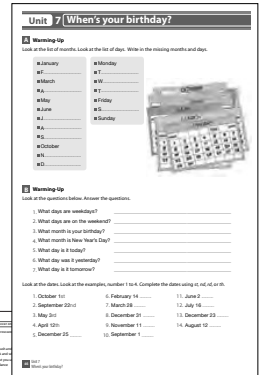 Unit 7 When's your birthday?
A Warming-Up
Look at the list of months. Look at the list of days. Write in the missing months and days.
January
F
March
A
May
June
J
A
S
October
N
D
Monday
T
W
T
Friday
S
Sunday
B Warming-Up
Look at the questions below. Answer the questions.
1. What days are weekdays?
2. What days are on the weekend?
3. What month is your birthday?
4. What month is New Year's Day?
5. What day is it today?
6. What day was it yesterday?
7. What day is it tomorrow?
Look at the dates. Look at the examples, number 1 to 4. Complete the dates using st, nd, rd, or th.
1. October 1st
2. September 22nd
3. May 3rd
4. April 12th
5. December 25
6. February 14
7. March 28
8. December 31
9. November 11
10. September 1
11. June 2
12. July 16
13. December 23
14. August 12
Unit 7
When's your birthday?